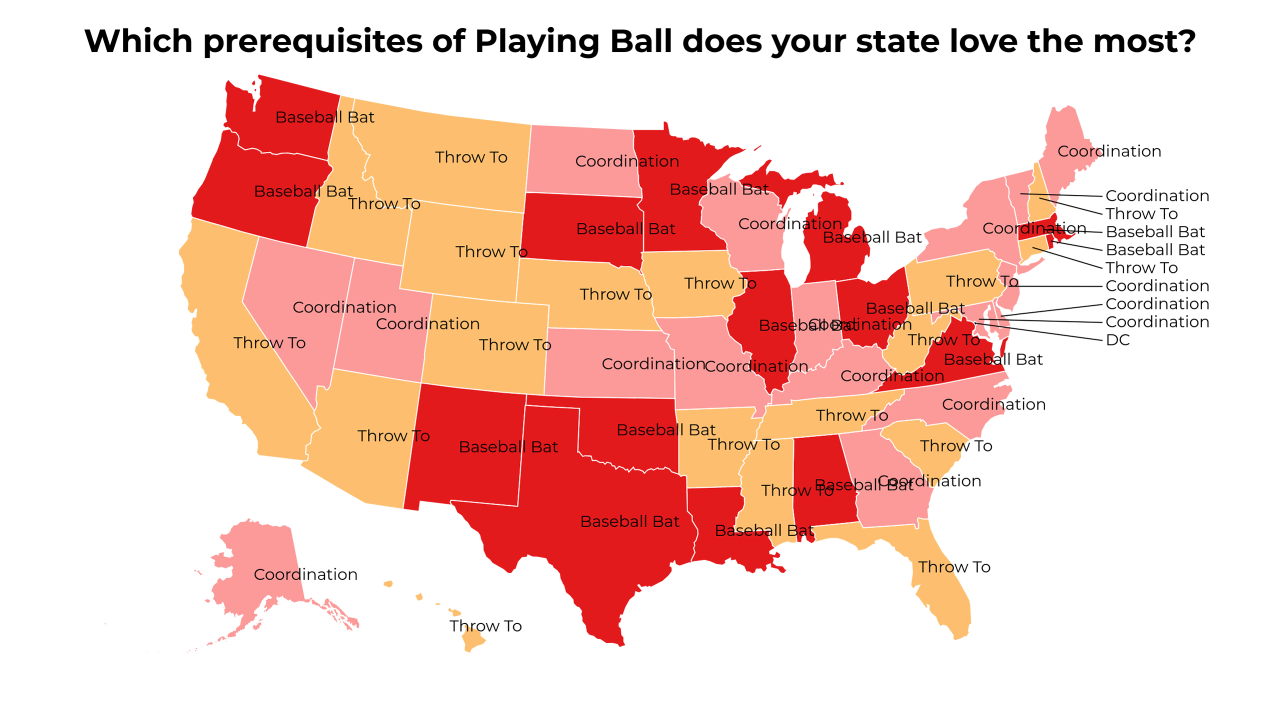 Which prerequisites of Playing Ball does your state love the most?
Baseball Bat
Throw To
Coordination
Coordination
Baseball Bat
Baseball Bat
Throw To
Coordination
Throw To
Coordination
Baseball Bat
Coordination
Baseball Bat
Baseball Bat
Baseball Bat
Throw To
Throw To
Throw To
Throw To
Coordination
Throw To
Coordination
Throw To
Coordination
Coordination
Baseball Bat
DC
Baseball Bat
Coordination
Coordination
Throw To
Throw To
Throw To
Baseball Bat
Coordination
Coordination
Coordination
Coordination
Throw To
Throw To
Baseball Bat
Throw To
Throw To
Baseball Bat
Baseball Bat
Coordination
Throw To
Baseball Bat
Baseball Bat
Throw To
Coordination
Throw To